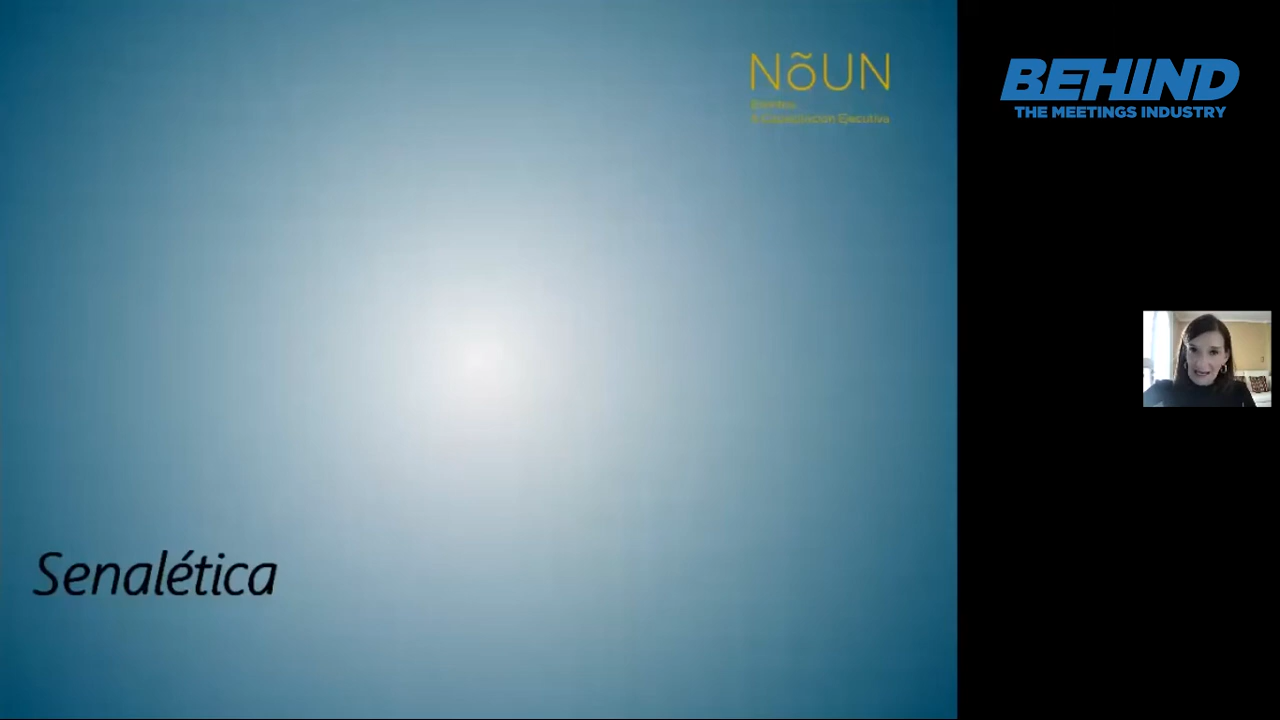 NõUN
Eventos
& Capacitación Ejecutiva
BEHIND
THE MEETINGS INDUSTRY
Senalética